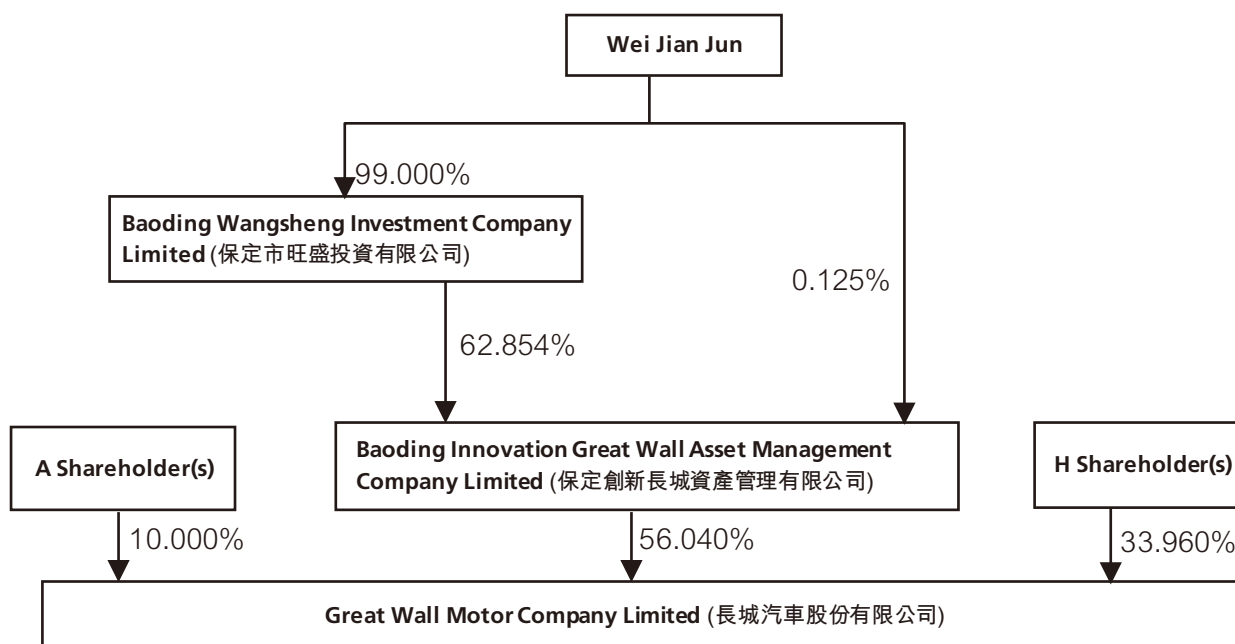 Wei Jian Jun
99.000%
Baoding Wangsheng Investment Company
Limited (保定市旺盛投資有限公司)
0.125%
62.854%
A Shareholder(s)
Baoding Innovation Great Wall Asset Management
Company Limited (保定創新長城資產管理有限公司)
H Shareholder(s)
10.000%
56.040%
33.960%
Great Wall Motor Company Limited (長城汽車股份有限公司)